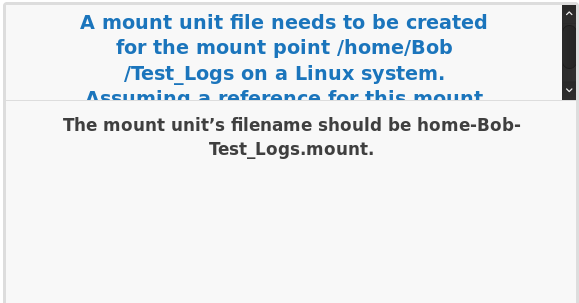 A mount unit file needs to be created
for the mount point /home/Bob
/Test_Logs on a Linux system.
Assuming a reference for this mount
The mount unit’s filename should be home-Bob-
Test_Logs.mount.